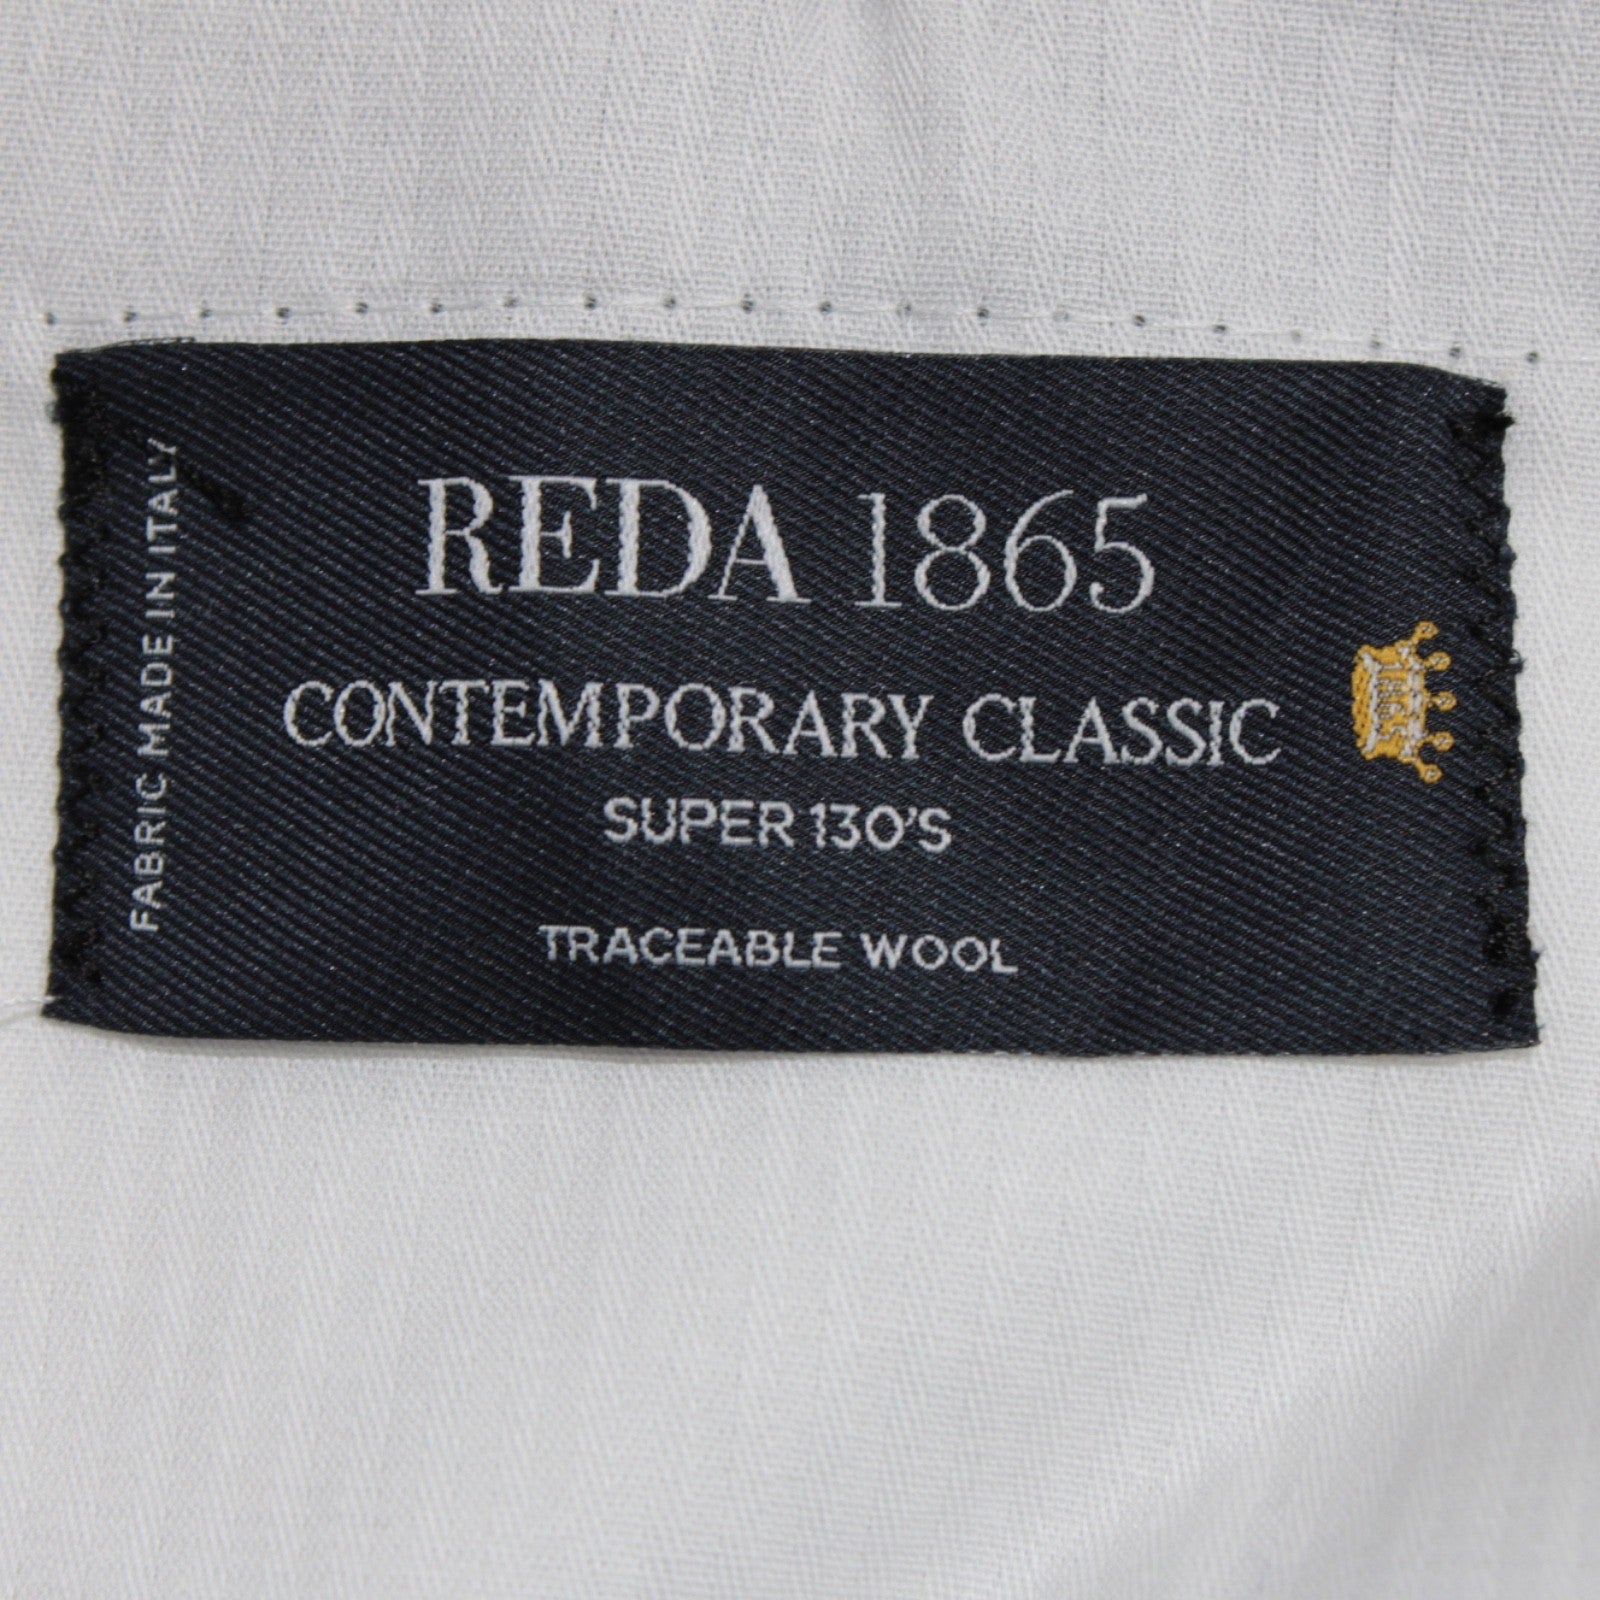 REDA 1865
CONTEMPORARY CLASSIC
SUPER 130'S
TRACEABLE WOOL
FABRIC MADE IN ITALY